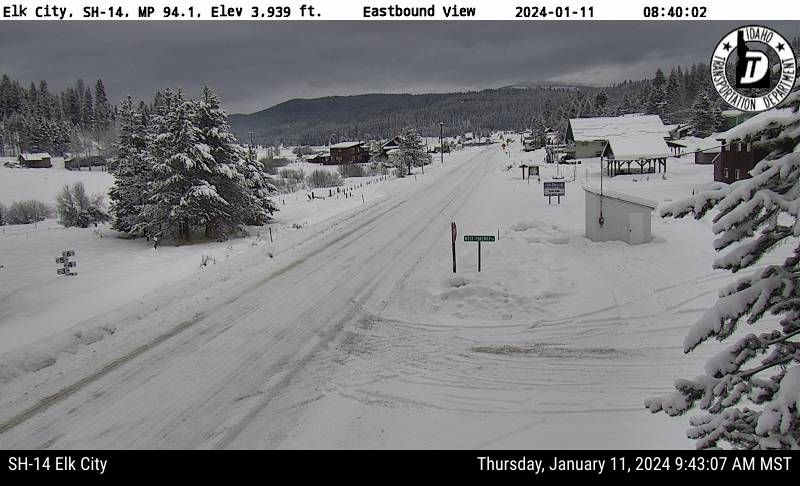 Elk City, SH-14, MP 94.1, Elev 3,939 ft. Eastbound View 2024-01-11 08:40:02
IDAHO
TRANSPORTATION DEPARTMENT
SH-14 Elk City Thursday, January 11, 2024 9:43:07 AM MST